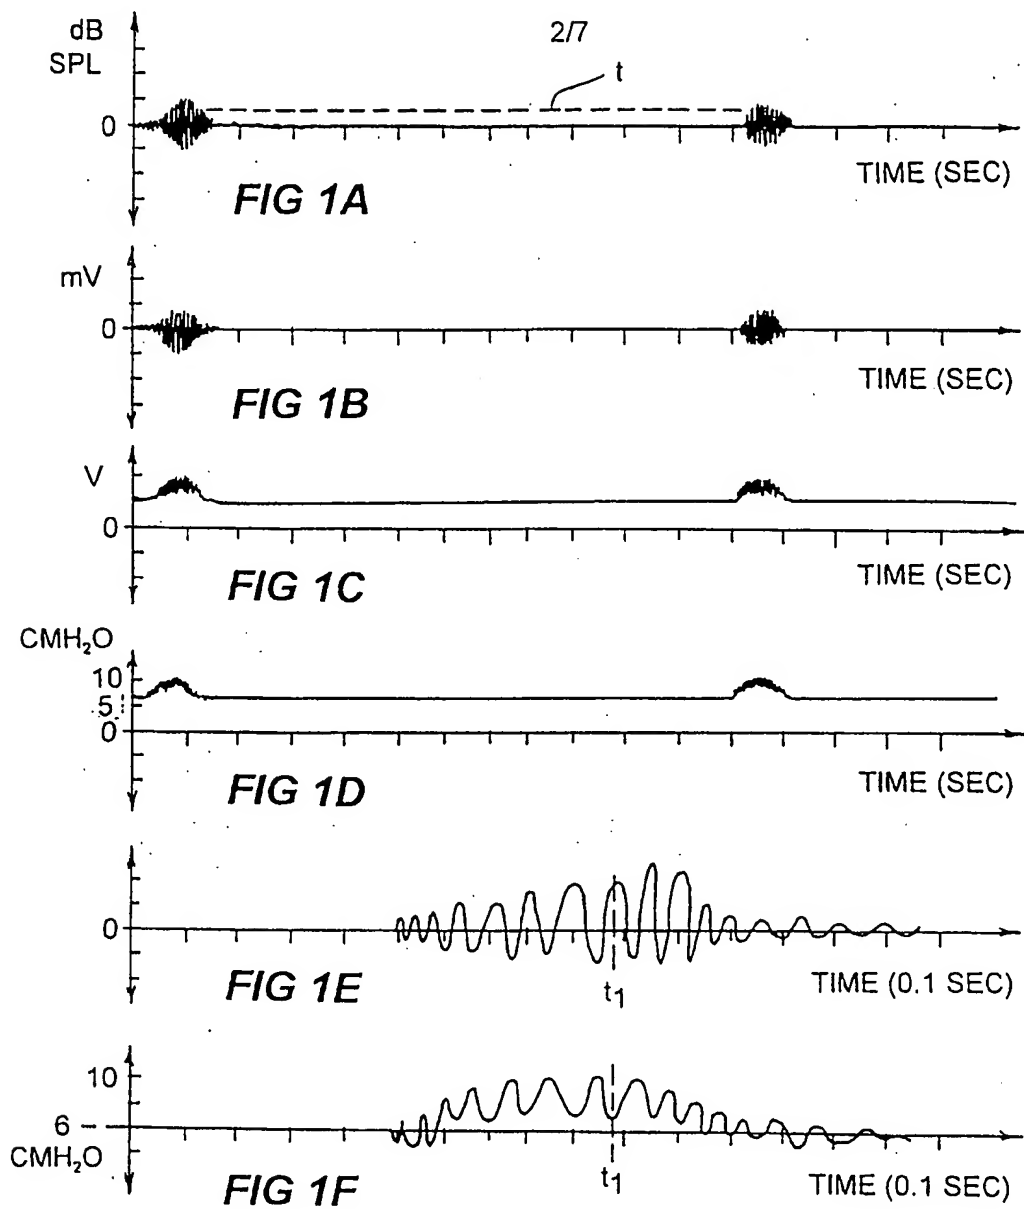 2/7
dB
SPL
t
0
TIME (SEC)
FIG 1A
mV
0
TIME (SEC)
FIG 1B
V
0
TIME (SEC)
FIG 1C
CMH₂O
10
5
0
TIME (SEC)
FIG 1D
0
TIME (0.1 SEC)
FIG 1E
t₁
10
6
CMH₂O
TIME (0.1 SEC)
FIG 1F
t₁